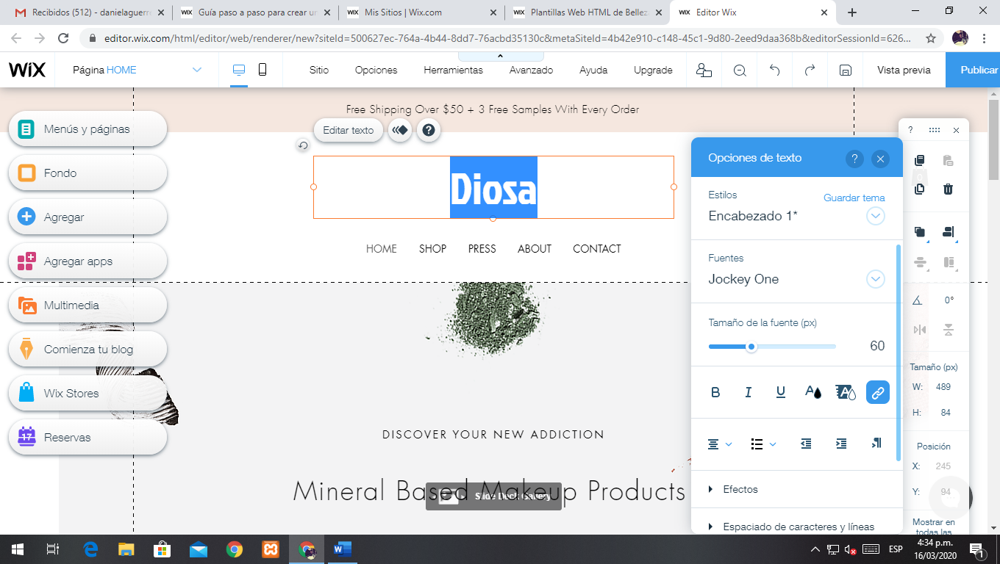 Recibidos (512) - danielaguerre
Guía paso a paso para crear un
Mis Sitios | Wix.com
Plantillas Web HTML de Bellez
Editor Wix
editor.wix.com/html/editor/web/renderer/new?siteId=500627ec-764a-4b44-8dd7-76acbd35130c&metaSiteId=4b42e910-c148-45c1-9d80-2eed9daa368b&editorSessionId=626...
WiX
Página HOME
Sitio
Opciones
Herramientas
Avanzado
Ayuda
Upgrade
Vista previa
Publicar
Free Shipping Over $50 + 3 Free Samples With Every Order
Menús y páginas
Fondo
Agregar
Agregar apps
Multimedia
Comienza tu blog
Wix Stores
Reservas
Editar texto
Diosa
HOME SHOP PRESS ABOUT CONTACT
DISCOVER YOUR NEW ADDICTION
Mineral Based Makeup Products
Slide Deck Gallery
Opciones de texto
Estilos
Guardar tema
Encabezado 1*
Fuentes
Jockey One
Tamaño de la fuente (px)
60
B I U A A
Efectos
Espaciado de caracteres y líneas
0°
Tamaño (px)
W: 489
H: 84
Posición
X: 245
Y: 94
Mostrar en
todas las
ESP
4:34 p.m.
16/03/2020
1